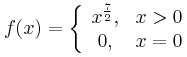 f(x) = { x^{7/2}, x > 0
0, x = 0